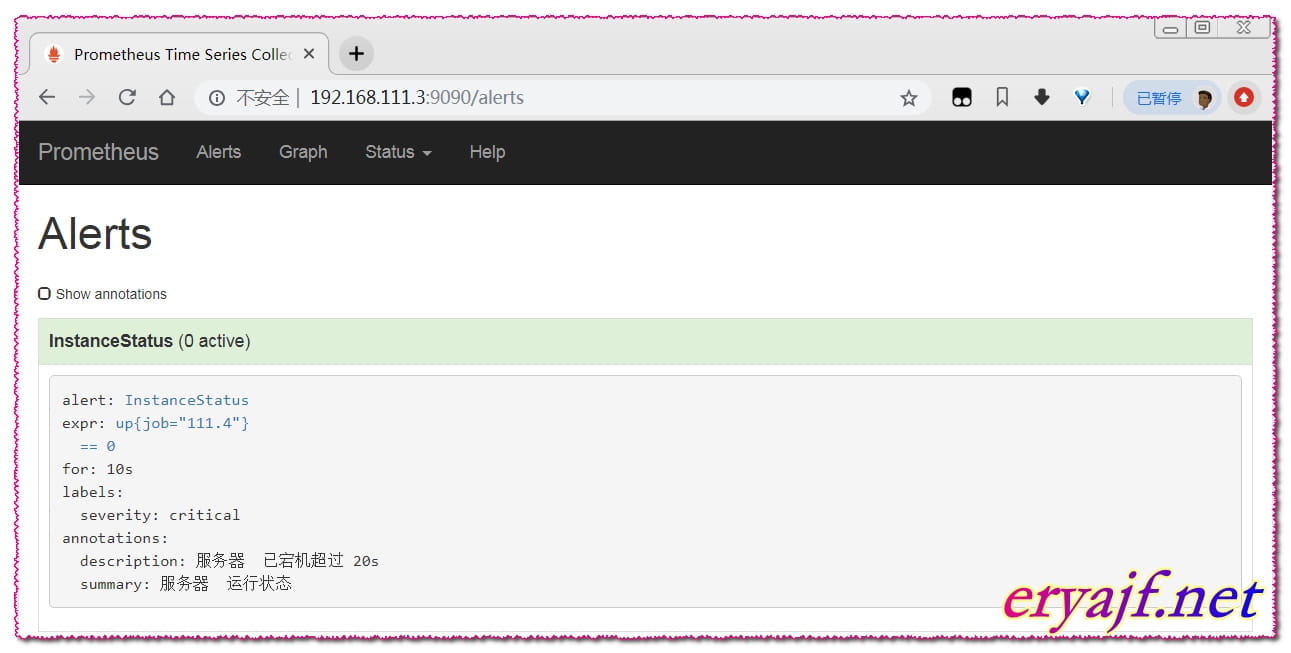 Prometheus Time Series Collec
不安全 | 192.168.111.3:9090/alerts
已暂停
Prometheus Alerts Graph Status Help
Alerts
Show annotations
InstanceStatus (0 active)
alert: InstanceStatus
expr: up{job="111.4"}
== 0
for: 10s
labels:
severity: critical
annotations:
description: 服务器  已宕机超过 20s
summary: 服务器  运行状态
eryajf.net